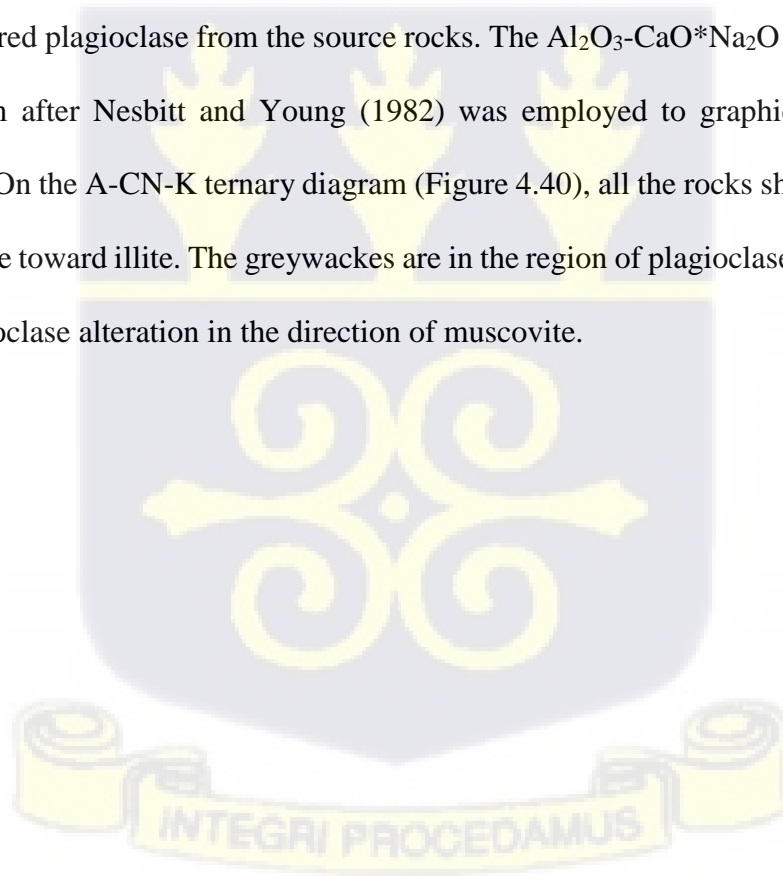 red plagioclase from the source rocks. The Al₂O₃-CaO*Na₂O
after Nesbitt and Young (1982) was employed to graphic
On the A-CN-K ternary diagram (Figure 4.40), all the rocks sh
e toward illite. The greywackes are in the region of plagioclase
oclase alteration in the direction of muscovite.
INTEGRI PROCEDAMUS